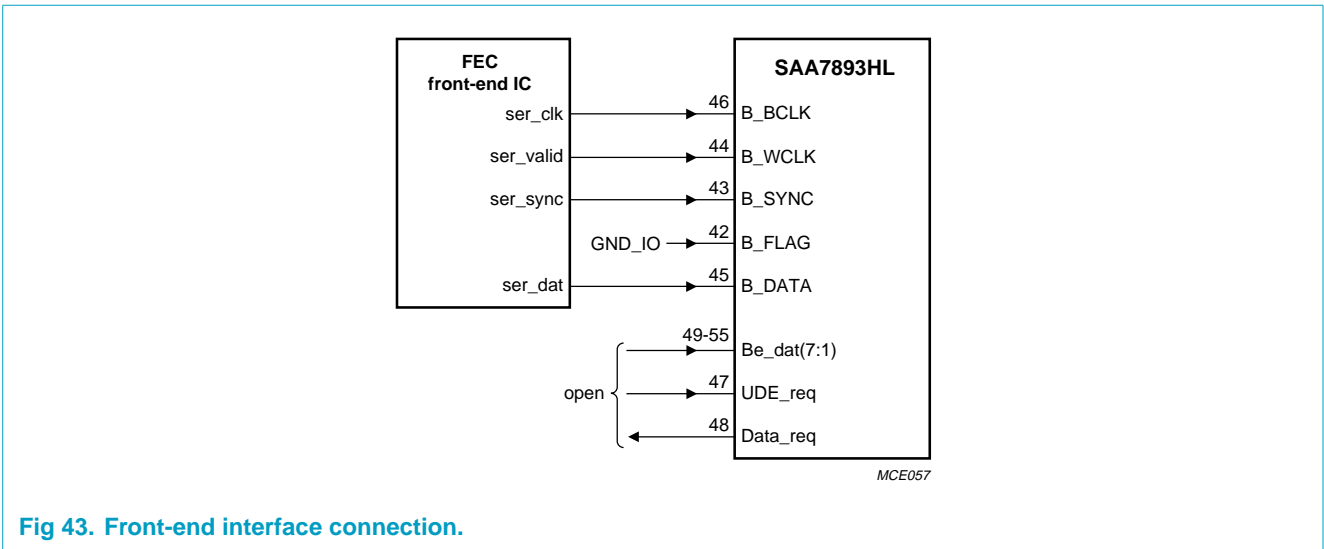 FEC
front-end IC
SAA7893HL
ser_clk 46 B_BCLK
ser_valid 44 B_WCLK
ser_sync 43 B_SYNC
GND_IO 42 B_FLAG
ser_dat 45 B_DATA
49-55 Be_dat(7:1)
open 47 UDE_req
48 Data_req
MCE057
Fig 43. Front-end interface connection.